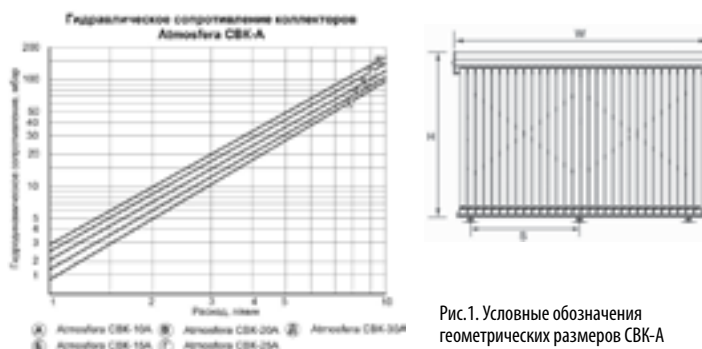 Гидравлическое сопротивление коллекторов
Atmosfera СВК-А
Гидродинамическое сопротивление, мбар
200
100
50
40
30
20
10
5
4
3
2
1
1 2 3 4 5 10
Расход, л/мин
А Atmosfera СВК-10А В Atmosfera СВК-20А Д Atmosfera СВК-30А
Б Atmosfera СВК-15А Г Atmosfera СВК-25А
W
H
S
Рис.1. Условные обозначения
геометрических размеров СВК-А